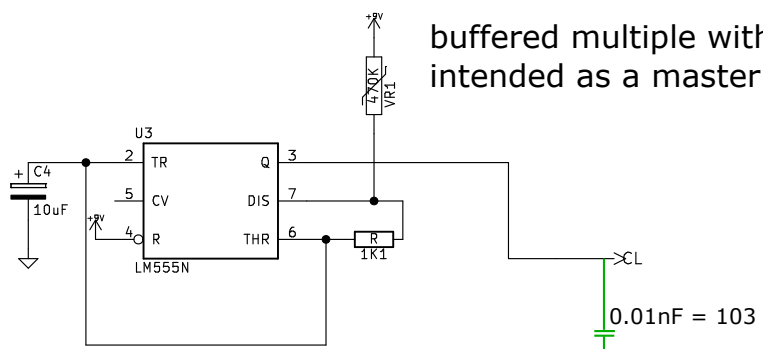 +9V
buffered multiple with
intended as a master
470K
VR1
U3
+ C4
10uF
2 TR Q 3
5 CV DIS 7
+9V
4 R THR 6
R
1K1
LM555N
CL
0.01nF = 103